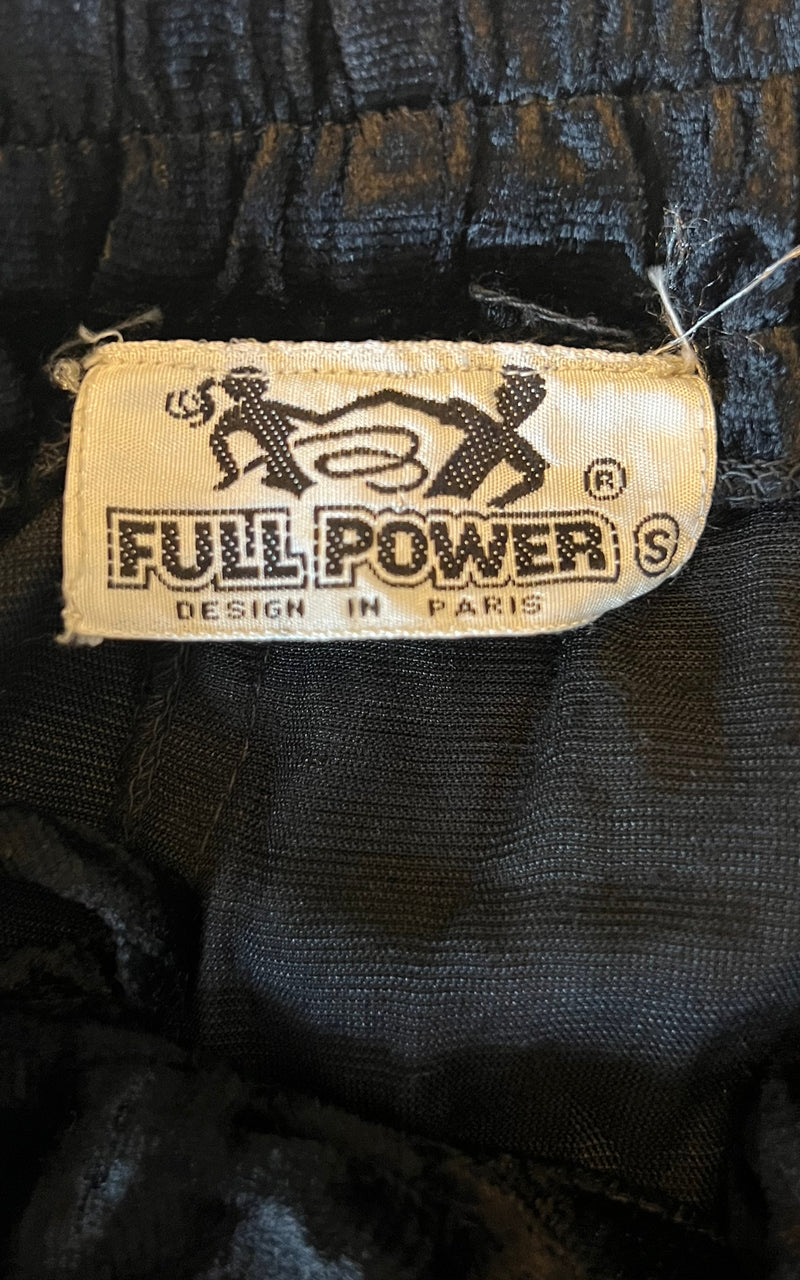 ®
FULL POWER Ⓢ
DESIGN IN PARIS